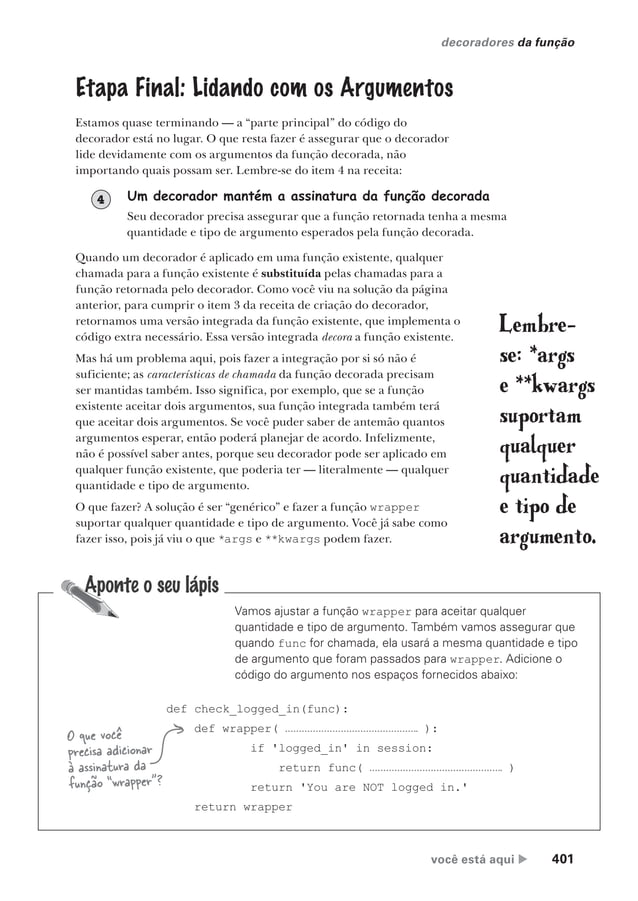 decoradores da função
Etapa Final: Lidando com os Argumentos
Estamos quase terminando — a “parte principal” do código do
decorador está no lugar. O que resta fazer é assegurar que o decorador
lide devidamente com os argumentos da função decorada, não
importando quais possam ser. Lembre-se do item 4 na receita:
4 Um decorador mantém a assinatura da função decorada
Seu decorador precisa assegurar que a função retornada tenha a mesma
quantidade e tipo de argumento esperados pela função decorada.
Quando um decorador é aplicado em uma função existente, qualquer
chamada para a função existente é substituída pelas chamadas para a
função retornada pelo decorador. Como você viu na solução da página
anterior, para cumprir o item 3 da receita de criação do decorador,
retornamos uma versão integrada da função existente, que implementa o
código extra necessário. Essa versão integrada decora a função existente.
Mas há um problema aqui, pois fazer a integração por si só não é
suficiente; as características de chamada da função decorada precisam
ser mantidas também. Isso significa, por exemplo, que se a função
existente aceitar dois argumentos, sua função integrada também terá
que aceitar dois argumentos. Se você puder saber de antemão quantos
argumentos esperar, então poderá planejar de acordo. Infelizmente,
não é possível saber antes, porque seu decorador pode ser aplicado em
qualquer função existente, que poderia ter — literalmente — qualquer
quantidade e tipo de argumento.
O que fazer? A solução é ser “genérico” e fazer a função wrapper
suportar qualquer quantidade e tipo de argumento. Você já sabe como
fazer isso, pois já viu o que *args e **kwargs podem fazer.
Lembre-
se: *args
e **kwargs
suportam
qualquer
quantidade
e tipo de
argumento.
Aponte o seu lápis
Vamos ajustar a função wrapper para aceitar qualquer
quantidade e tipo de argumento. Também vamos assegurar que
quando func for chamada, ela usará a mesma quantidade e tipo
de argumento que foram passados para wrapper. Adicione o
código do argumento nos espaços fornecidos abaixo:
def check_logged_in(func):
def wrapper( ................................................ ):
if 'logged_in' in session:
return func( ................................................ )
return 'You are NOT logged in.'
return wrapper
O que você
precisa adicionar
à assinatura da
função “wrapper”?
você está aqui ▶ 401